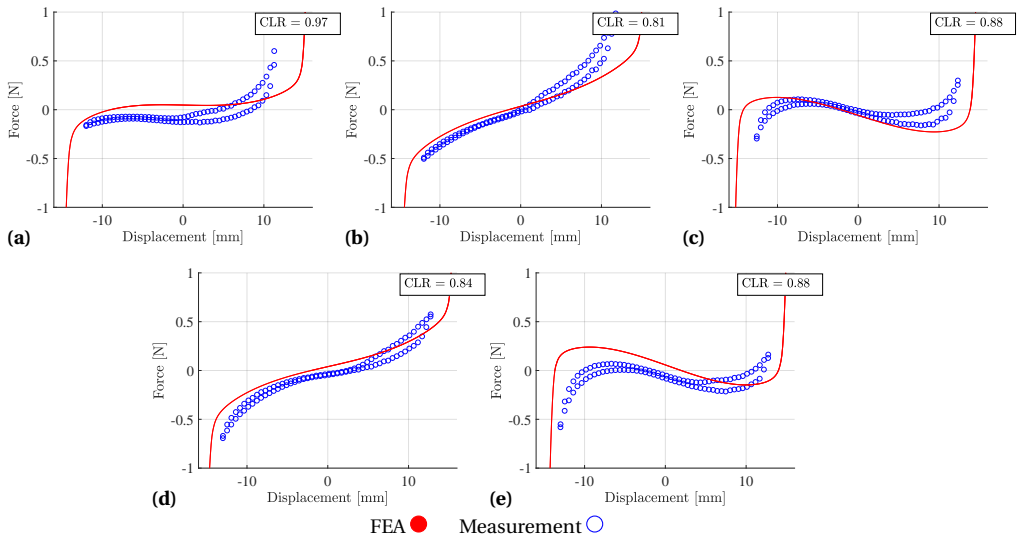 CLR = 0.97
1
0.5
0
-0.5
-1
Force [N]
-10
0
10
Displacement [mm]
(a)
CLR = 0.81
1
0.5
0
-0.5
-1
Force [N]
-10
0
10
Displacement [mm]
(b)
CLR = 0.88
1
0.5
0
-0.5
-1
Force [N]
-10
0
10
Displacement [mm]
(c)
CLR = 0.84
1
0.5
0
-0.5
-1
Force [N]
-10
0
10
Displacement [mm]
(d)
CLR = 0.88
1
0.5
0
-0.5
-1
Force [N]
-10
0
10
Displacement [mm]
(e)
FEA Measurement